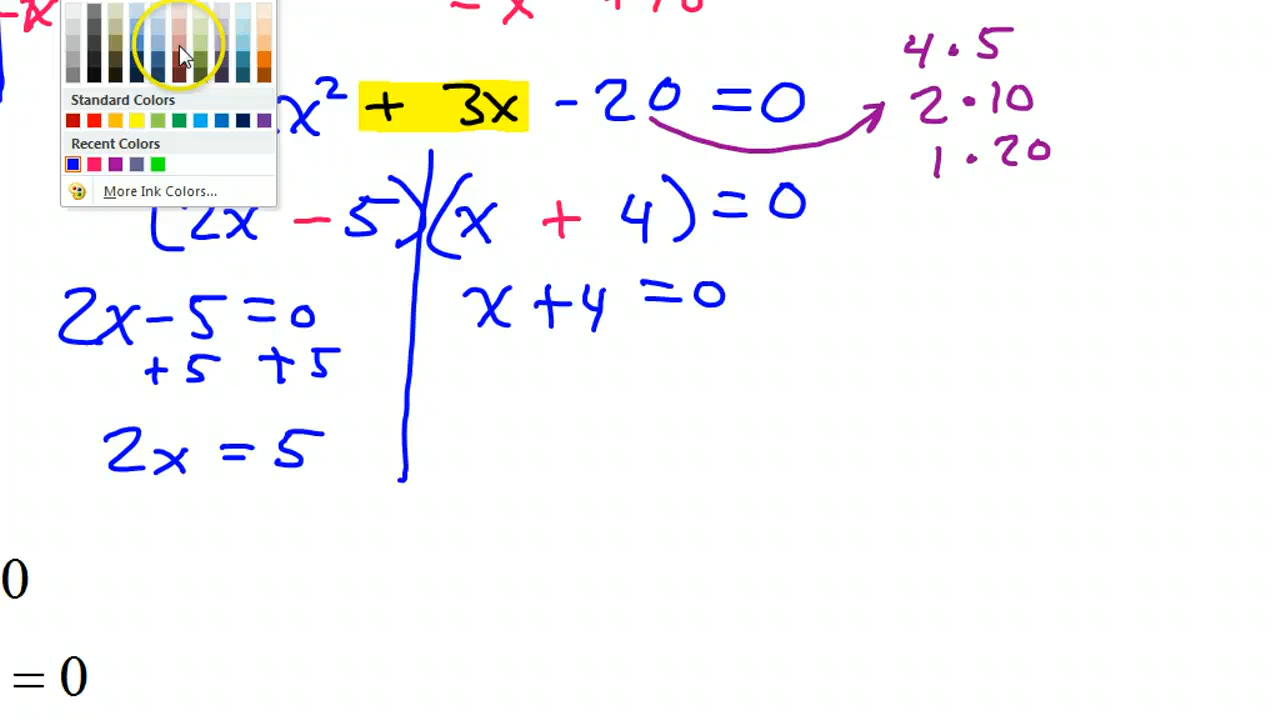 - x + 10
Standard Colors
Recent Colors
More Ink Colors...
x² + 3x - 20 = 0
4 · 5
2 · 10
1 · 20
(2x - 5)(x + 4) = 0
2x - 5 = 0
x + 4 = 0
+5 +5
2x = 5
0
= 0